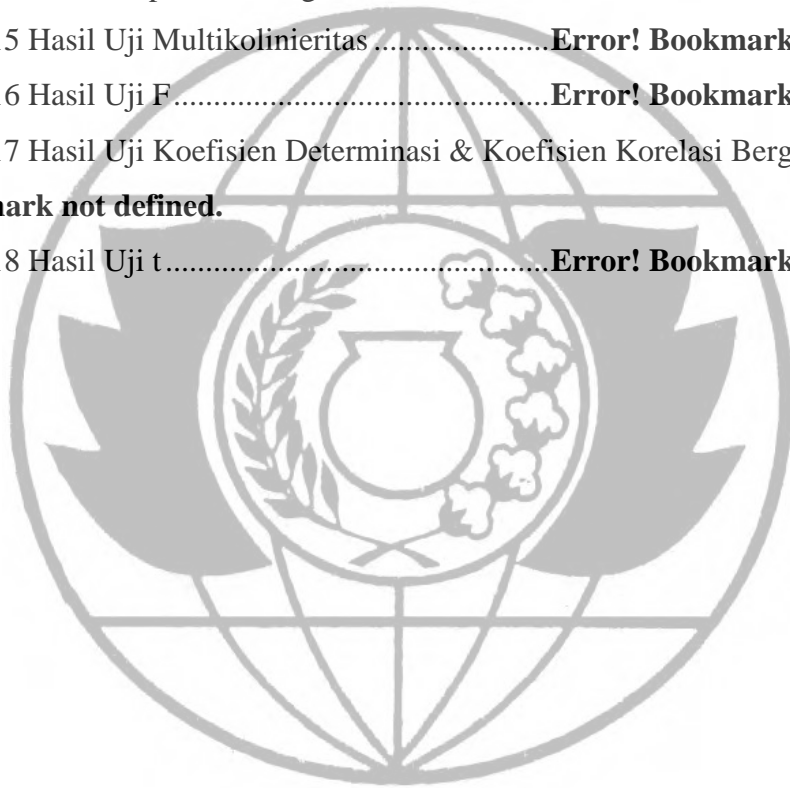 5 Hasil Uji Multikolinieritas ...................... Error! Bookmark
6 Hasil Uji F ............................................... Error! Bookmark
7 Hasil Uji Koefisien Determinasi & Koefisien Korelasi Berg
mark not defined.
8 Hasil Uji t ................................................ Error! Bookmark